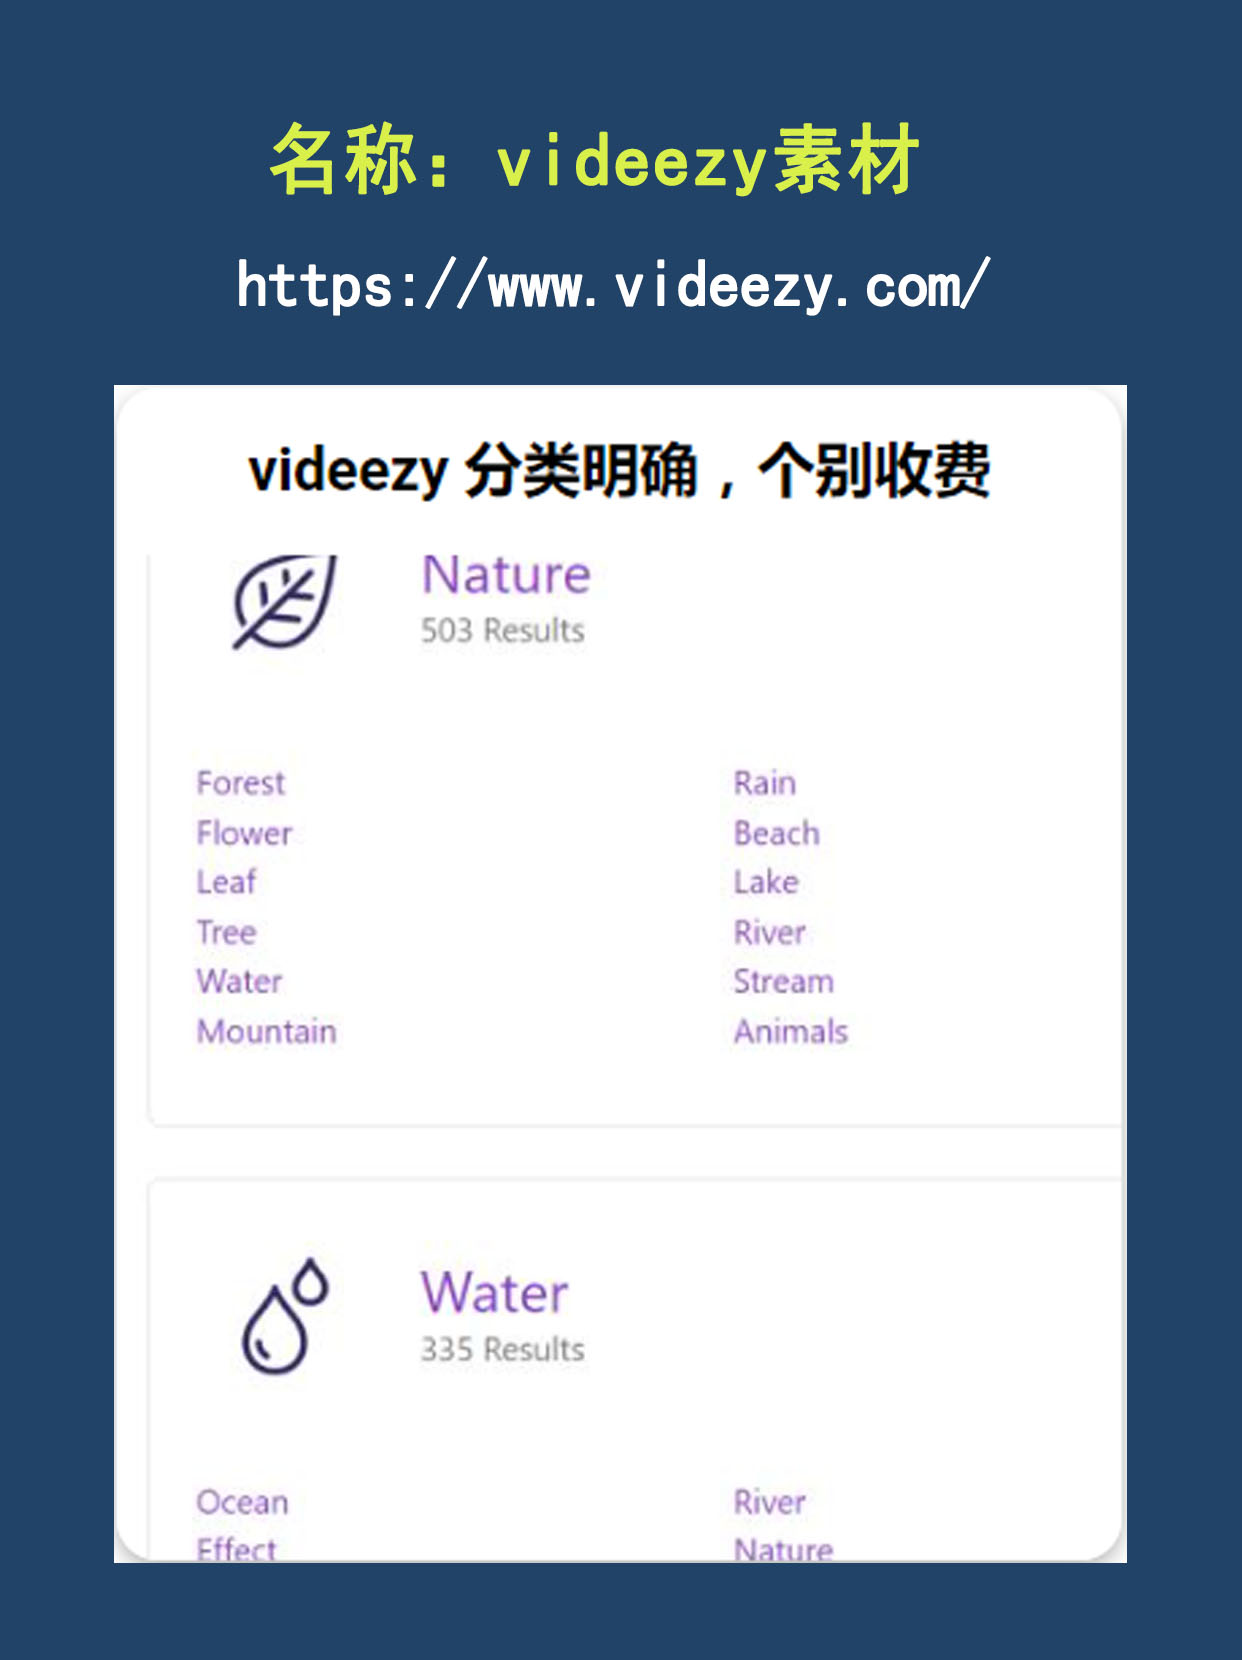 名称：videezy素材
https://www.videezy.com/
videezy 分类明确，个别收费
Nature
503 Results
Forest
Rain
Flower
Beach
Leaf
Lake
Tree
River
Water
Stream
Mountain
Animals
Water
335 Results
Ocean
River
Effect
Nature